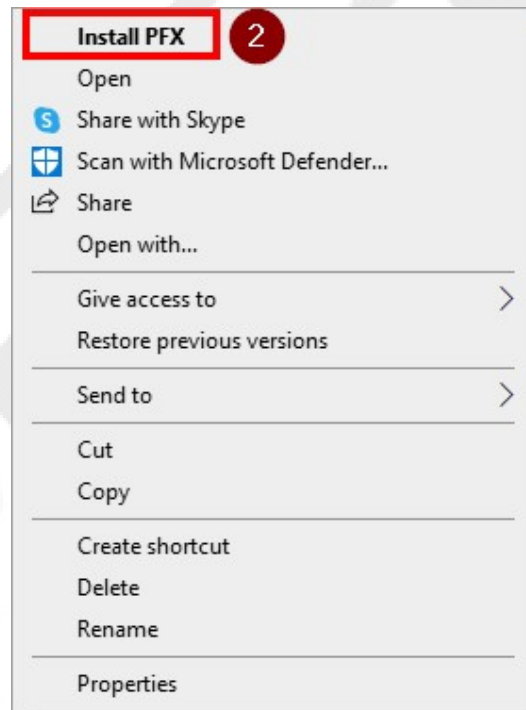 Install PFX 2
Open
Share with Skype
Scan with Microsoft Defender...
Share
Open with...
Give access to
Restore previous versions
Send to
Cut
Copy
Create shortcut
Delete
Rename
Properties